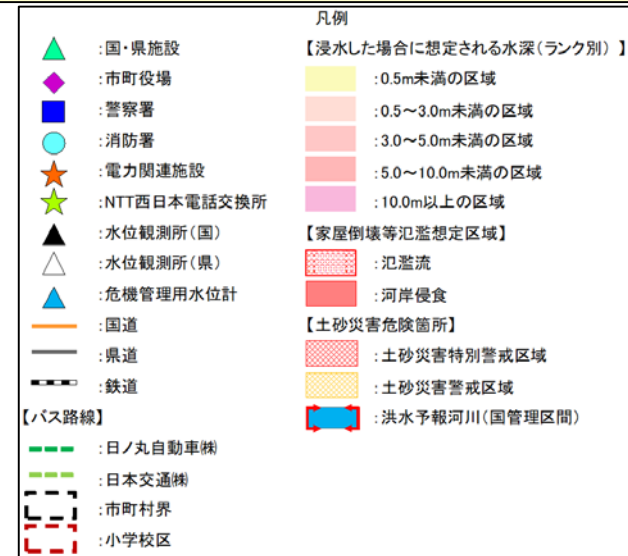 凡例
:国・県施設
:市町役場
:警察署
:消防署
:電力関連施設
:NTT西日本電話交換所
:水位観測所(国)
:水位観測所(県)
:危機管理用水位計
:国道
:県道
:鉄道
【バス路線】
:日ノ丸自動車㈱
:日本交通㈱
:市町村界
:小学校区
【浸水した場合に想定される水深(ランク別) 】
:0.5m未満の区域
:0.5〜3.0m未満の区域
:3.0〜5.0m未満の区域
:5.0〜10.0m未満の区域
:10.0m以上の区域
【家屋倒壊等氾濫想定区域】
:氾濫流
:河岸侵食
【土砂災害危険箇所】
:土砂災害特別警戒区域
:土砂災害警戒区域
:洪水予報河川(国管理区間)